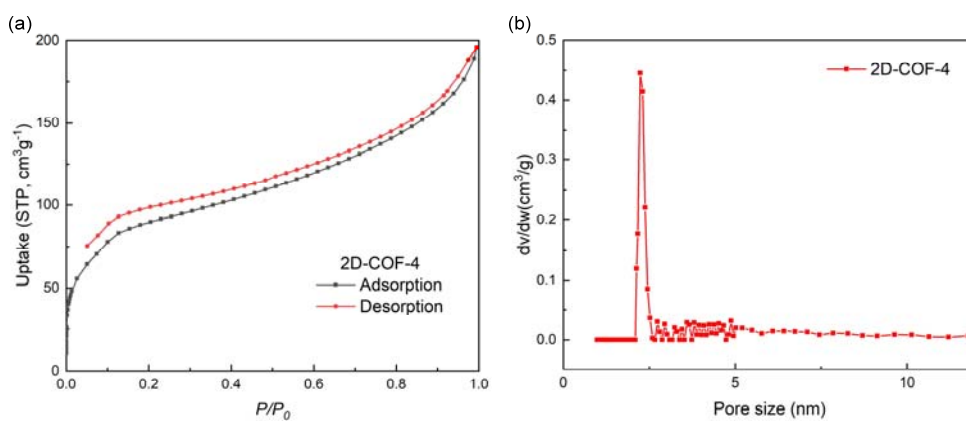 (a)
200
150
100
50
0
Uptake (STP, cm³g⁻¹)
2D-COF-4
Adsorption
Desorption
0.0 0.2 0.4 0.6 0.8 1.0
P/P₀
(b)
0.5
0.4
0.3
0.2
0.1
0.0
dv/dw(cm³/g)
2D-COF-4
0 5 10
Pore size (nm)